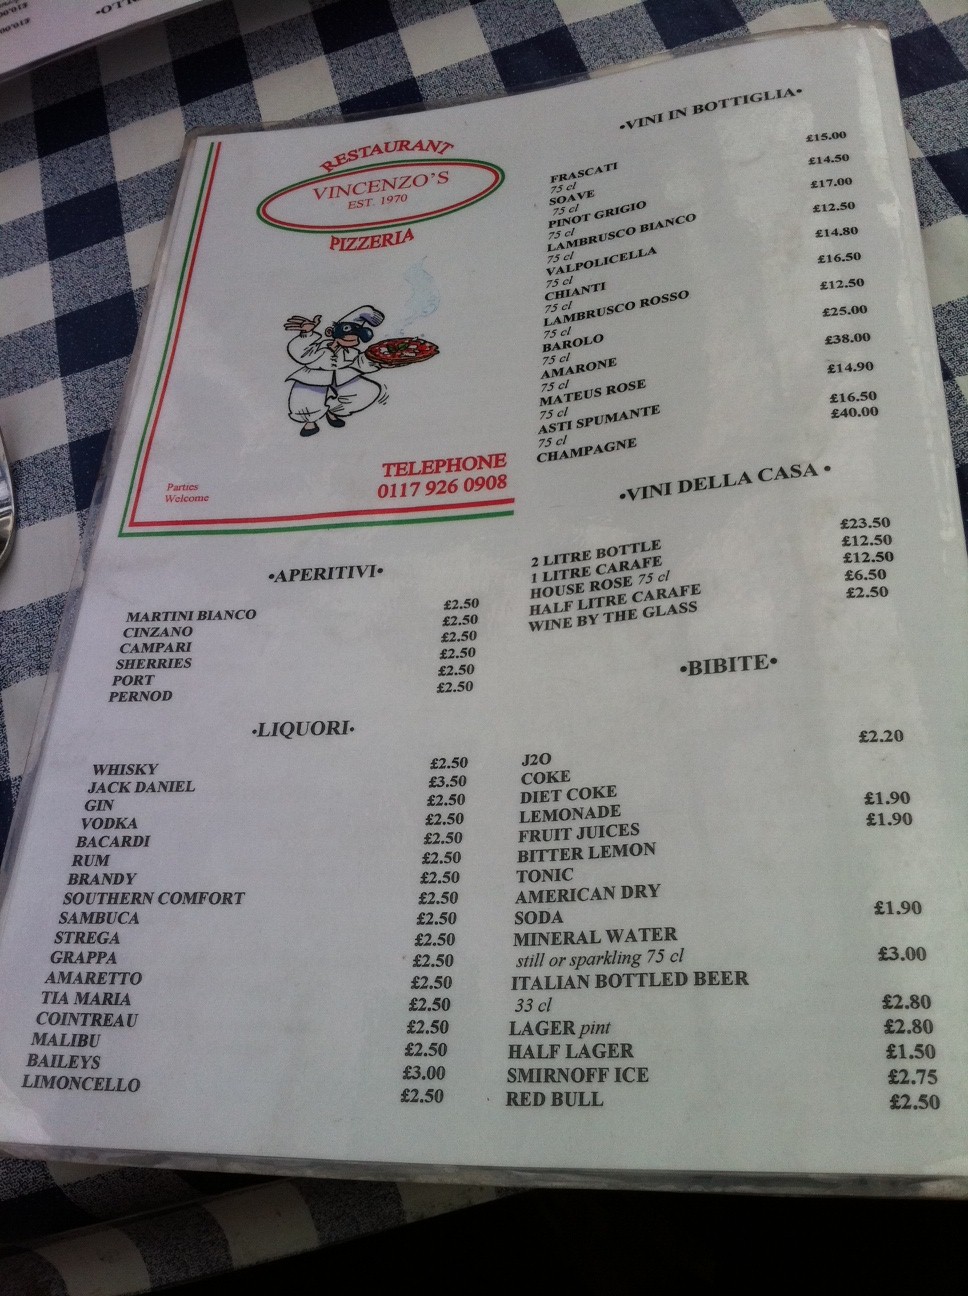 RESTAURANT
VINCENZO'S
EST. 1970
PIZZERIA
Parties
Welcome
TELEPHONE
0117 926 0908
•APERITIVI•
MARTINI BIANCO £2.50
CINZANO £2.50
CAMPARI £2.50
SHERRIES £2.50
PORT £2.50
PERNOD £2.50
•LIQUORI•
WHISKY £2.50
JACK DANIEL £3.50
GIN £2.50
VODKA £2.50
BACARDI £2.50
RUM £2.50
BRANDY £2.50
SOUTHERN COMFORT £2.50
SAMBUCA £2.50
STREGA £2.50
GRAPPA £2.50
AMARETTO £2.50
TIA MARIA £2.50
COINTREAU £2.50
MALIBU £2.50
BAILEYS £3.00
LIMONCELLO £2.50
•VINI IN BOTTIGLIA•
FRASCATI £15.00
75 cl
SOAVE £14.50
75 cl
PINOT GRIGIO £17.00
75 cl
LAMBRUSCO BIANCO £12.50
75 cl
VALPOLICELLA £14.80
75 cl
CHIANTI £16.50
75 cl
LAMBRUSCO ROSSO £12.50
75 cl
BAROLO £25.00
75 cl
AMARONE £38.00
75 cl
MATEUS ROSE £14.90
75 cl
ASTI SPUMANTE £16.50
75 cl
CHAMPAGNE £40.00
•VINI DELLA CASA •
2 LITRE BOTTLE £23.50
1 LITRE CARAFE £12.50
HOUSE ROSE 75 cl £12.50
HALF LITRE CARAFE £6.50
WINE BY THE GLASS £2.50
•BIBITE•
J2O £2.20
COKE
DIET COKE
LEMONADE £1.90
FRUIT JUICES £1.90
BITTER LEMON
TONIC
AMERICAN DRY
SODA £1.90
MINERAL WATER
still or sparkling 75 cl £3.00
ITALIAN BOTTLED BEER
33 cl £2.80
LAGER pint £2.80
HALF LAGER £1.50
SMIRNOFF ICE £2.75
RED BULL £2.50